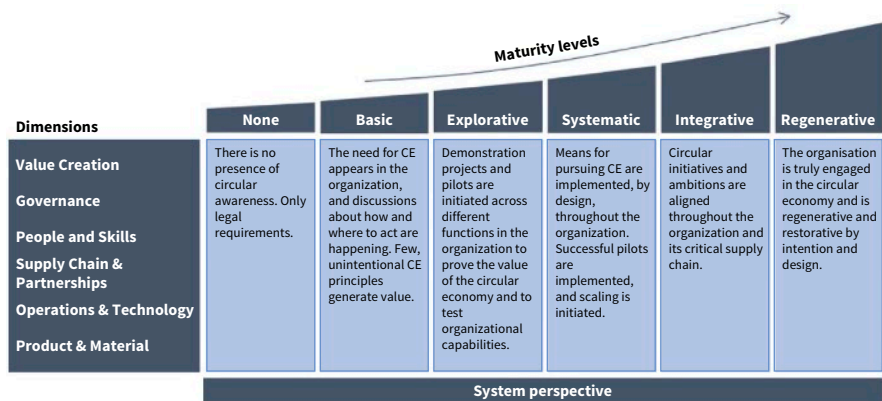 Maturity levels
Dimensions
None
Basic
Explorative
Systematic
Integrative
Regenerative
Value Creation
Governance
People and Skills
Supply Chain &
Partnerships
Operations & Technology
Product & Material
There is no
presence of
circular
awareness. Only
legal
requirements.
The need for CE
appears in the
organization,
and discussions
about how and
where to act are
happening. Few,
unintentional CE
principles
generate value.
Demonstration
projects and
pilots are
initiated across
different
functions in the
organization to
prove the value
of the circular
economy and to
test
organizational
capabilities.
Means for
pursuing CE are
implemented, by
design,
throughout the
organization.
Successful pilots
are
implemented,
and scaling is
initiated.
Circular
initiatives and
ambitions are
aligned
throughout the
organization and
its critical supply
chain.
The organisation
is truly engaged
in the circular
economy and is
regenerative and
restorative by
intention and
design.
System perspective